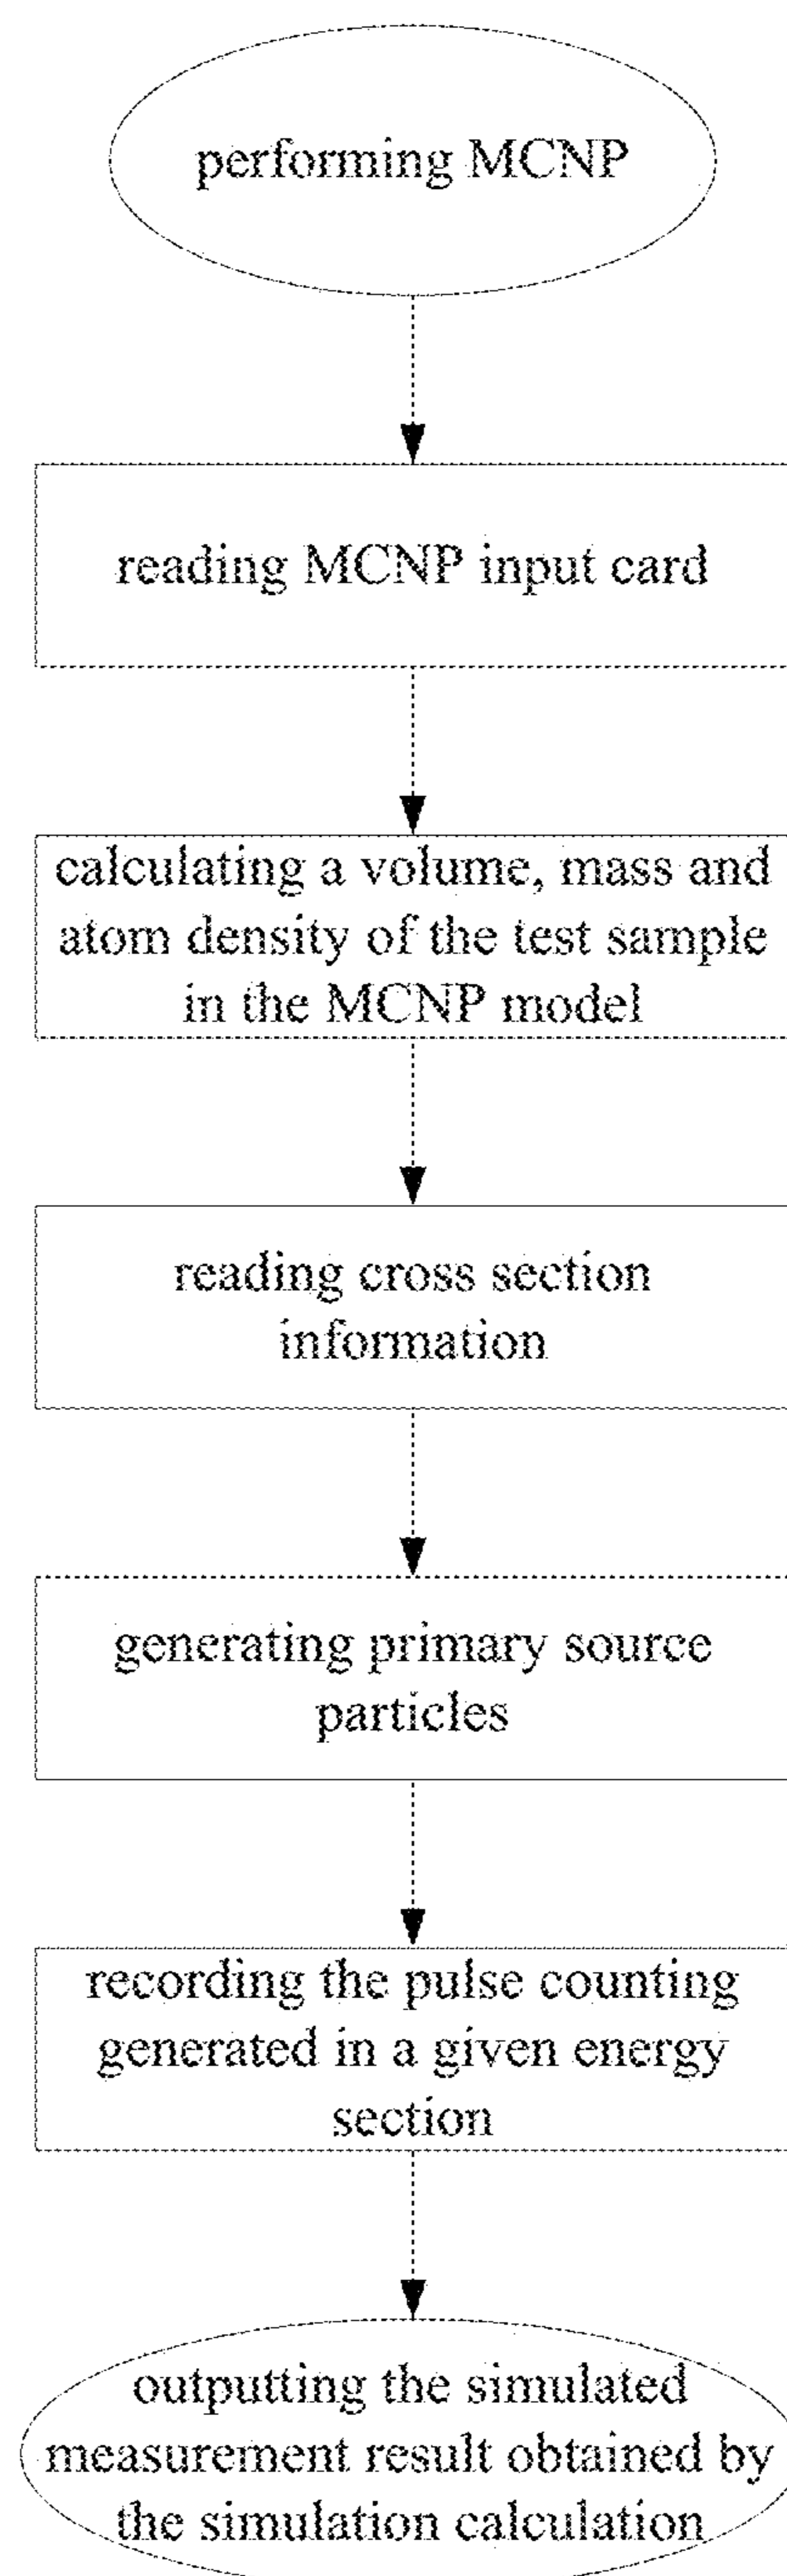 performing MCNP
reading MCNP input card
calculating a volume, mass and
atom density of the test sample
in the MCNP model
reading cross section
information
generating primary source
particles
recording the pulse counting
generated in a given energy
section
outputting the simulated
measurement result obtained by
the simulation calculation